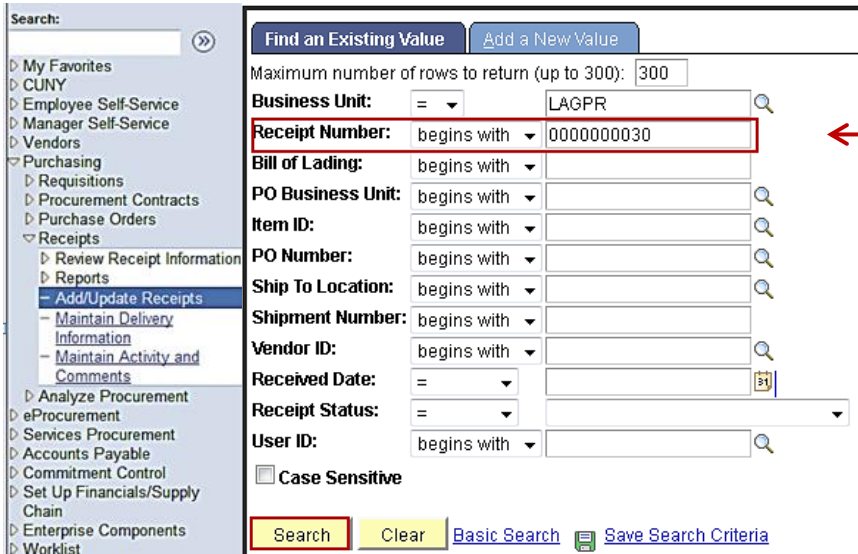 Search:
My Favorites
CUNY
Employee Self-Service
Manager Self-Service
Vendors
Purchasing
Requisitions
Procurement Contracts
Purchase Orders
Receipts
Review Receipt Information
Reports
Add/Update Receipts
Maintain Delivery
Information
Maintain Activity and
Comments
Analyze Procurement
eProcurement
Services Procurement
Accounts Payable
Commitment Control
Set Up Financials/Supply
Chain
Enterprise Components
Worklist
Find an Existing Value Add a New Value
Maximum number of rows to return (up to 300): 300
Business Unit: = LAGPR
Receipt Number: begins with 0000000030
Bill of Lading: begins with
PO Business Unit: begins with
Item ID: begins with
PO Number: begins with
Ship To Location: begins with
Shipment Number: begins with
Vendor ID: begins with
Received Date: = 31
Receipt Status: =
User ID: begins with
Case Sensitive
Search Clear Basic Search Save Search Criteria